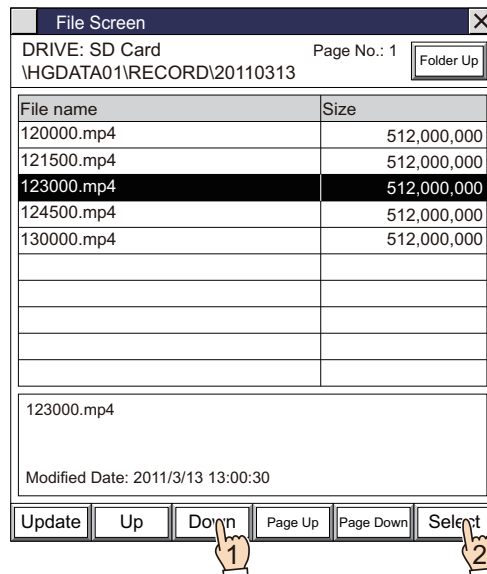 File Screen
DRIVE: SD Card Page No.: 1 Folder Up
\HGDATA01\RECORD\20110313
File name Size
120000.mp4 512,000,000
121500.mp4 512,000,000
123000.mp4
124500.mp4 512,000,000
130000.mp4 512,000,000
123000.mp4
Modified Date: 2011/3/13 13:00:30
Update Up Down Page Up Page Down Select
1 2